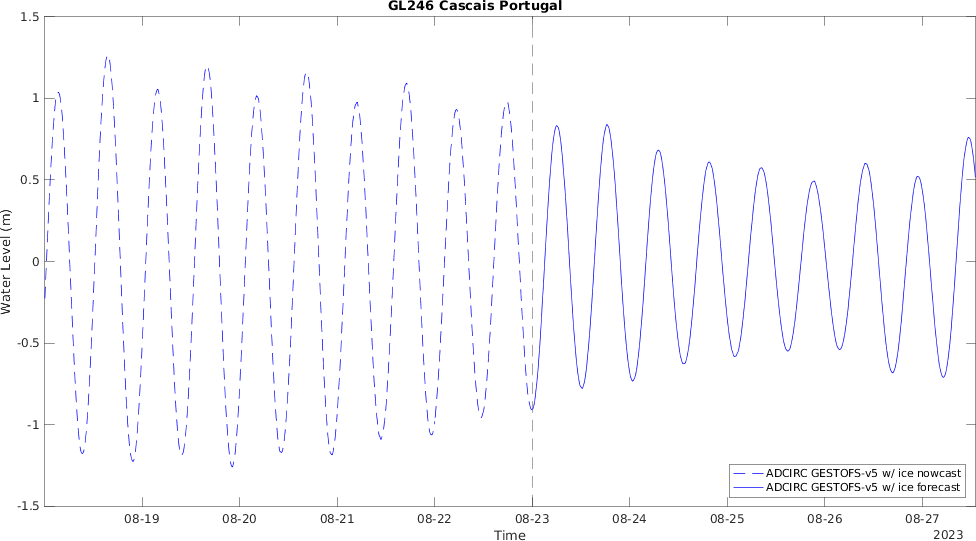 GL246 Cascais Portugal
1.5
1
0.5
0
-0.5
-1
-1.5
Water Level (m)
08-19 08-20 08-21 08-22 08-23 08-24 08-25 08-26 08-27
Time
2023
ADCIRC GESTOFS-v5 w/ ice nowcast
ADCIRC GESTOFS-v5 w/ ice forecast